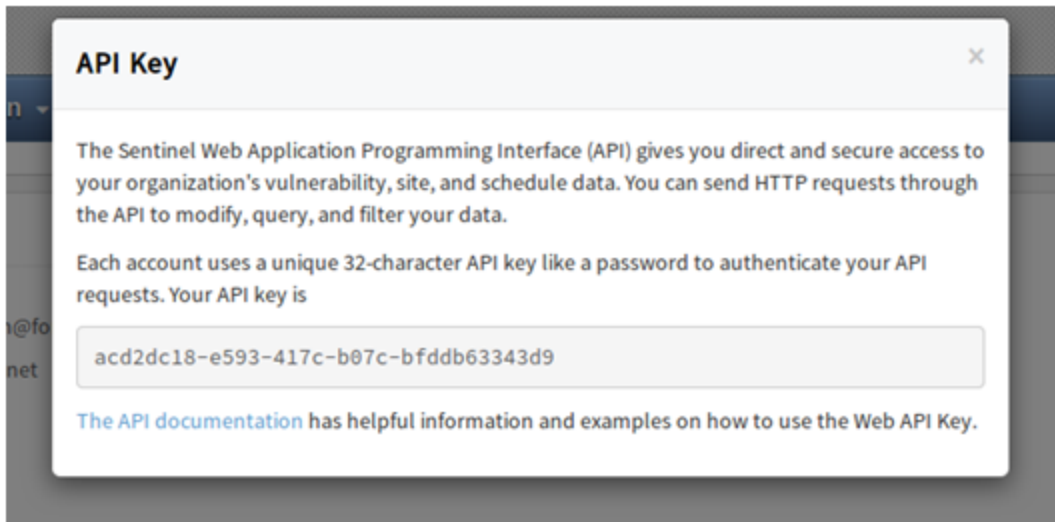 API Key
×
n
The Sentinel Web Application Programming Interface (API) gives you direct and secure access to
your organization's vulnerability, site, and schedule data. You can send HTTP requests through
the API to modify, query, and filter your data.
Each account uses a unique 32-character API key like a password to authenticate your API
requests. Your API key is
@fo
acd2dc18-e593-417c-b07c-bfddb63343d9
net
The API documentation has helpful information and examples on how to use the Web API Key.